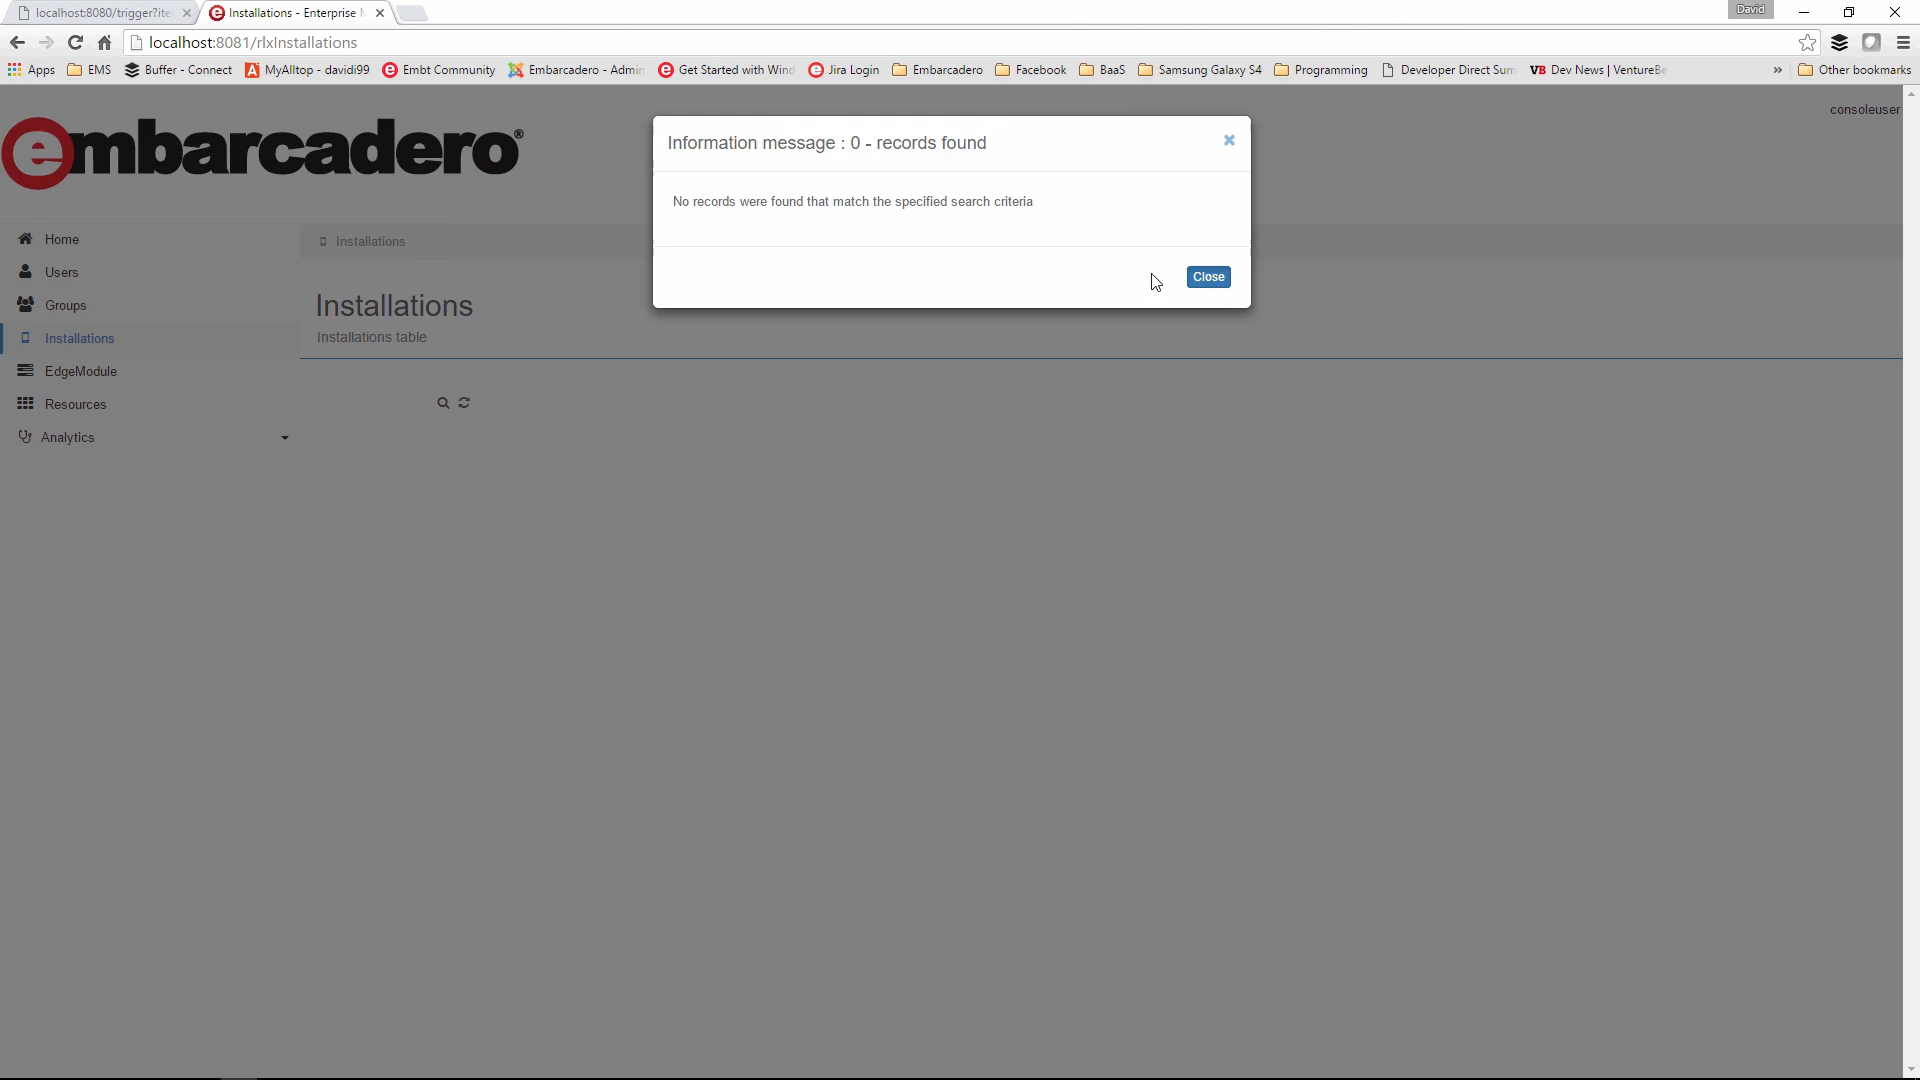 localhost:8080/trigger?ite
Installations - Enterprise M
David
localhost:8081/rlxInstallations
Apps
EMS
Buffer - Connect
MyAlltop - davidi99
Embt Community
Embarcadero - Admin
Get Started with Wind
Jira Login
Embarcadero
Facebook
BaaS
Samsung Galaxy S4
Programming
Developer Direct Sum
VB Dev News | VentureBe
»
Other bookmarks
consoleuser
embarcadero®
Information message : 0 - records found
No records were found that match the specified search criteria
Close
Home
Users
Groups
Installations
EdgeModule
Resources
Analytics
Installations
Installations
Installations table